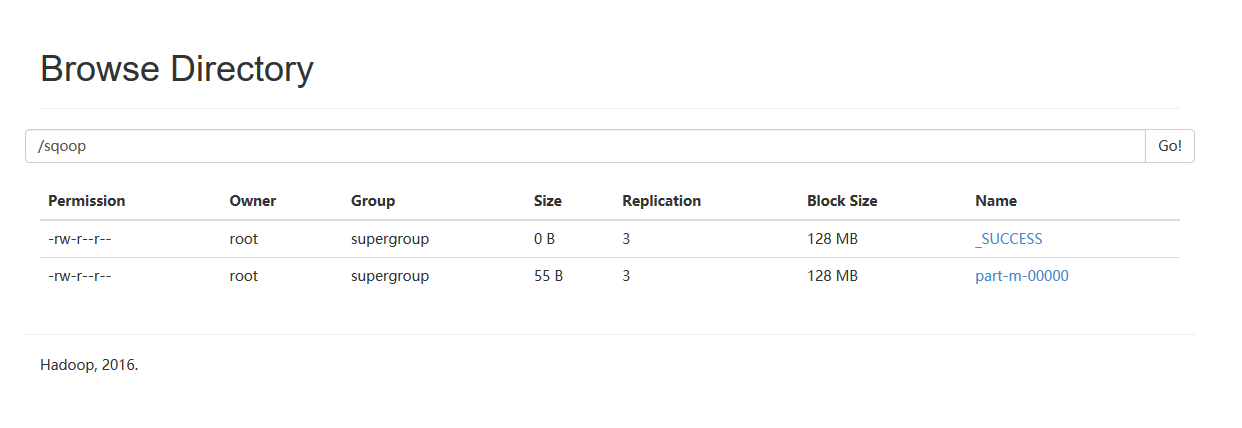 Browse Directory
/sqoop Go!
Permission Owner Group Size Replication Block Size Name
-rw-r--r-- root supergroup 0 B 3 128 MB _SUCCESS
-rw-r--r-- root supergroup 55 B 3 128 MB part-m-00000
Hadoop, 2016.